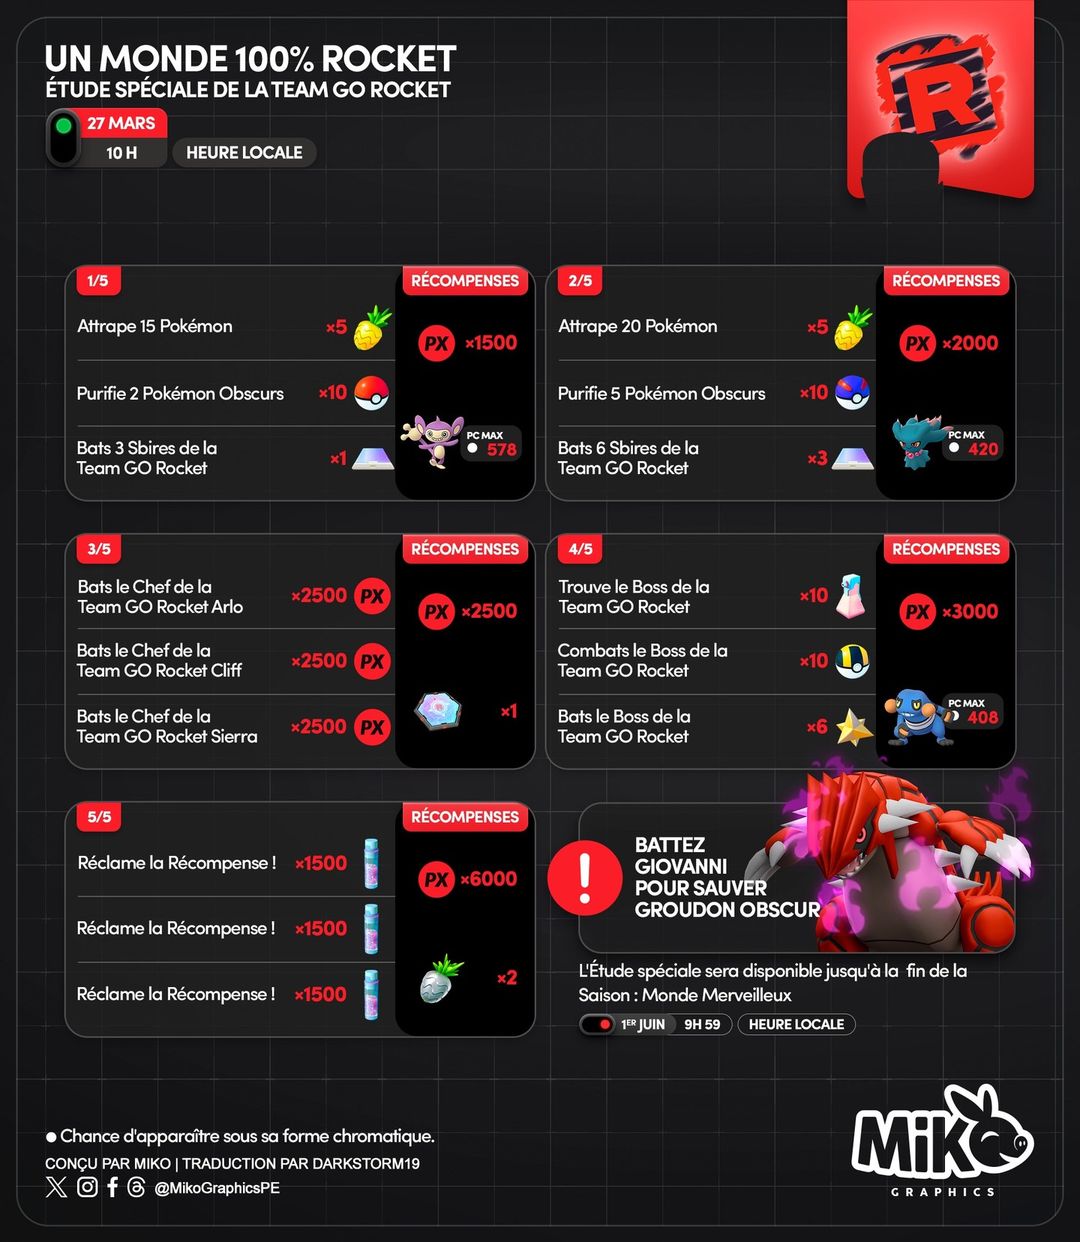 UN MONDE 100% ROCKET
ÉTUDE SPÉCIALE DE LA TEAM GO ROCKET
27 MARS
10 H
HEURE LOCALE
R
1/5
RÉCOMPENSES
Attrape 15 Pokémon
×5
PX ×1500
Purifie 2 Pokémon Obscurs
×10
Bats 3 Sbires de la
Team GO Rocket
×1
PC MAX
578
2/5
RÉCOMPENSES
Attrape 20 Pokémon
×5
PX ×2000
Purifie 5 Pokémon Obscurs
×10
Bats 6 Sbires de la
Team GO Rocket
×3
PC MAX
420
3/5
RÉCOMPENSES
Bats le Chef de la
Team GO Rocket Arlo
×2500 PX
PX ×2500
Bats le Chef de la
Team GO Rocket Cliff
×2500 PX
Bats le Chef de la
Team GO Rocket Sierra
×2500 PX
×1
4/5
RÉCOMPENSES
Trouve le Boss de la
Team GO Rocket
×10
PX ×3000
Combats le Boss de la
Team GO Rocket
×10
Bats le Boss de la
Team GO Rocket
×6
PC MAX
408
5/5
RÉCOMPENSES
Réclame la Récompense !
×1500
PX ×6000
Réclame la Récompense !
×1500
Réclame la Récompense !
×1500
×2
!
BATTEZ
GIOVANNI
POUR SAUVER
GROUDON OBSCUR
L'Étude spéciale sera disponible jusqu'à la fin de la
Saison : Monde Merveilleux
1ER JUIN
9H 59
HEURE LOCALE
Chance d'apparaître sous sa forme chromatique.
CONÇU PAR MIKO | TRADUCTION PAR DARKSTORM19
@MikoGraphicsPE
MiKO
GRAPHICS